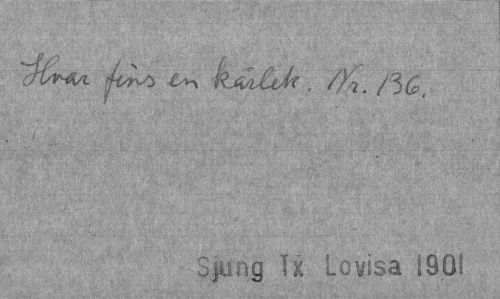 Hvar fins en kärlek. Nr. 136.
Sjung Tx Lovisa 1901